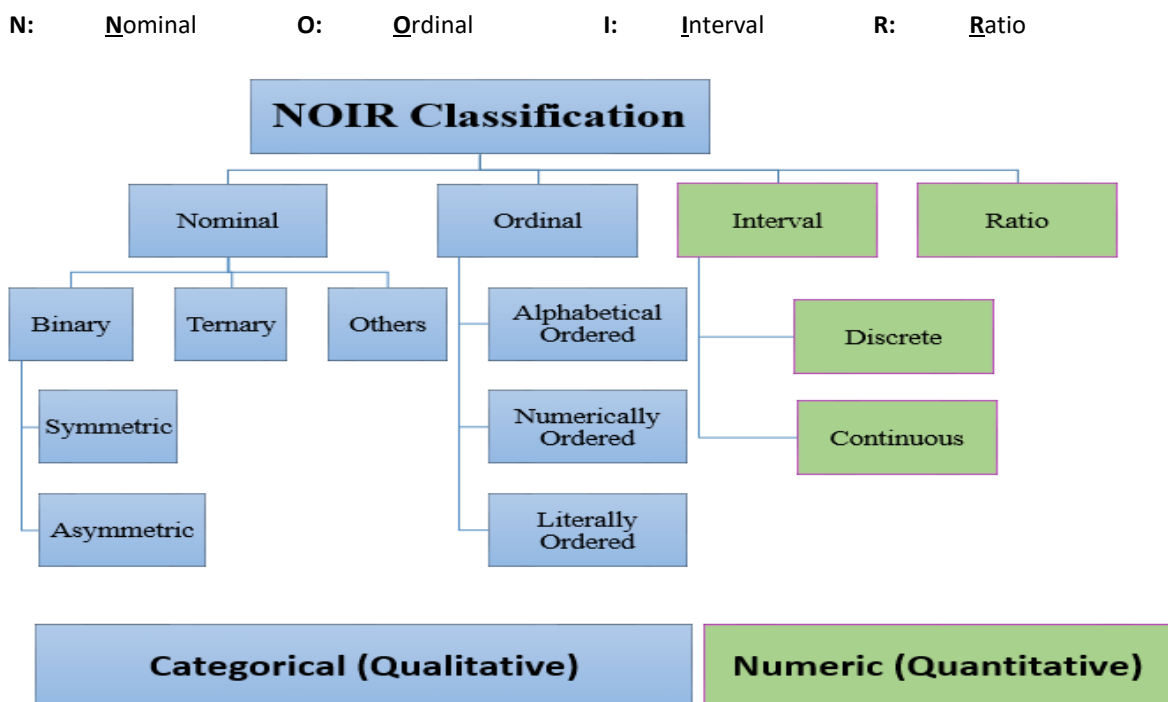 N: Nominal O: Ordinal I: Interval R: Ratio
NOIR Classification
Nominal
Ordinal
Interval
Ratio
Binary
Ternary
Others
Symmetric
Asymmetric
Alphabetical
Ordered
Numerically
Ordered
Literally
Ordered
Discrete
Continuous
Categorical (Qualitative)
Numeric (Quantitative)